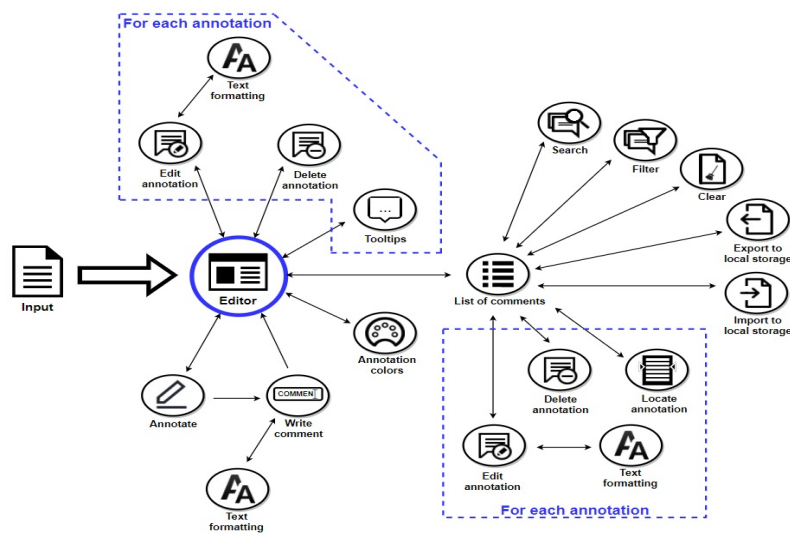 For each annotation
Text
formatting
Edit
annotation
Delete
annotation
...
Tooltips
Input
Editor
Annotate
COMMEN
Write
comment
Text
formatting
Annotation
colors
Search
Filter
Clear
Export to
local storage
Import to
local storage
List of comments
Delete
annotation
Locate
annotation
Edit
annotation
Text
formatting
For each annotation